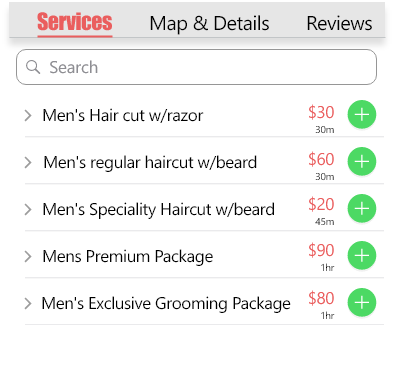 Services Map & Details Reviews
Search
Men's Hair cut w/razor $30
30m
Men's regular haircut w/beard $60
30m
Men's Speciality Haircut w/beard $20
45m
Mens Premium Package $90
1hr
Men's Exclusive Grooming Package $80
1hr